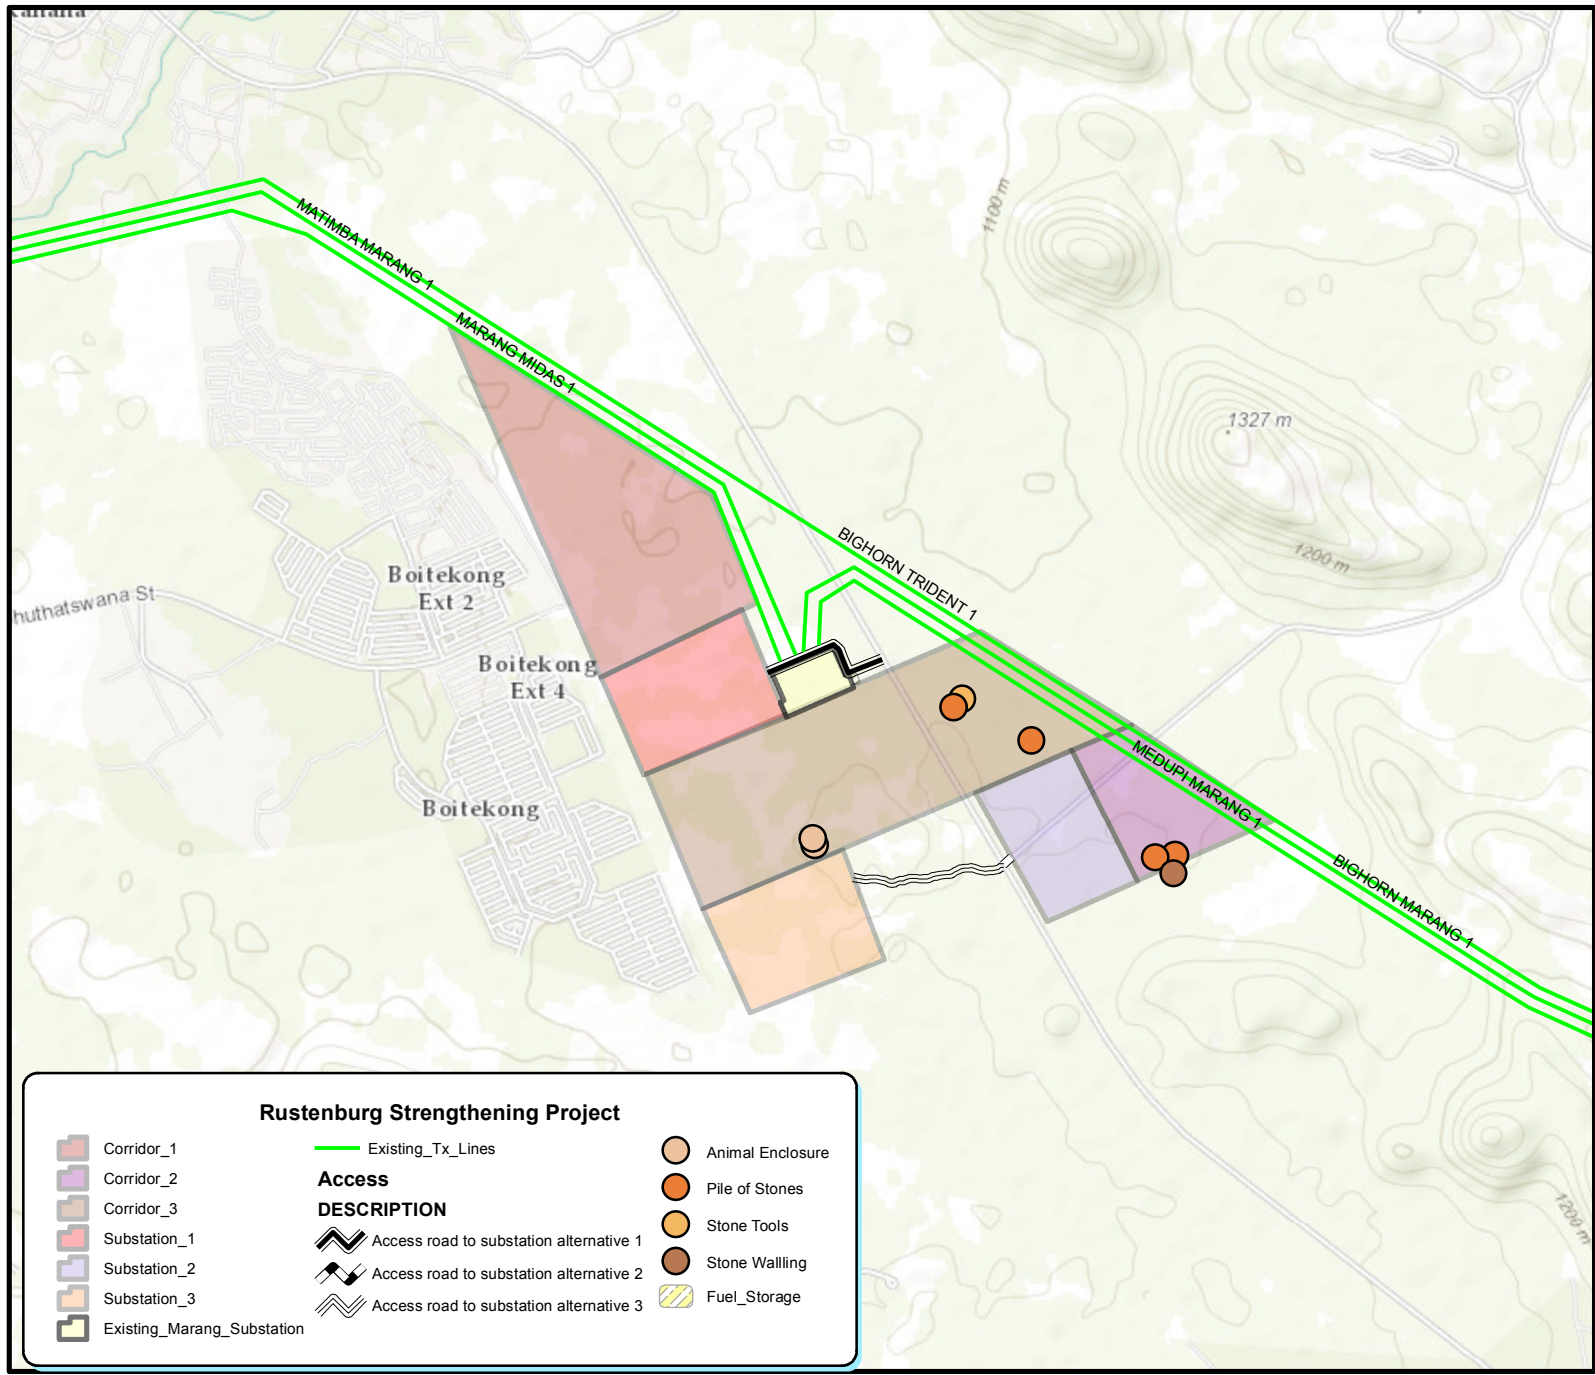 1100 m
MATIMBA MARANG 1
MARANG MIDAS 1
1327 m
BIGHORN TRIDENT 1
1200 m
Boitekong
Ext 2
huthatswana St
Boitekong
Ext 4
MEDUPI MARANG 1
Boitekong
BIGHORN MARANG 1
1200 m
Rustenburg Strengthening Project
Corridor_1
Corridor_2
Corridor_3
Substation_1
Substation_2
Substation_3
Existing_Marang_Substation
Existing_Tx_Lines
Access
DESCRIPTION
Access road to substation alternative 1
Access road to substation alternative 2
Access road to substation alternative 3
Animal Enclosure
Pile of Stones
Stone Tools
Stone Wallling
Fuel_Storage